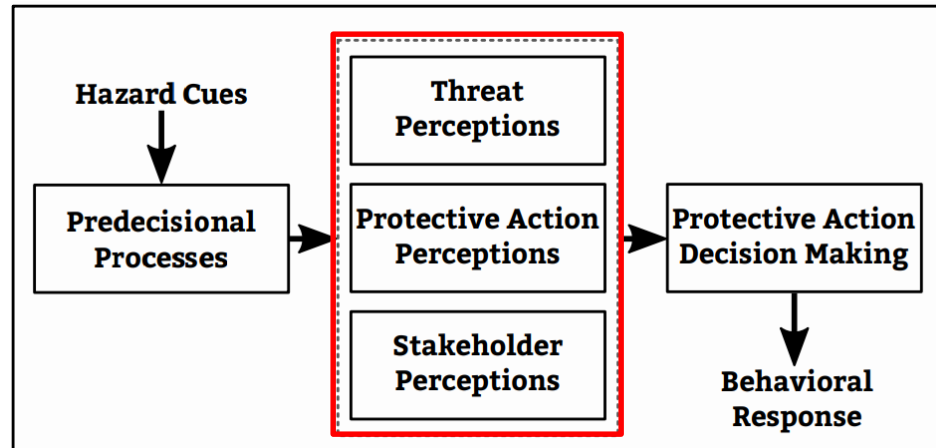 Hazard Cues
Predecisional
Processes
Threat
Perceptions
Protective Action
Perceptions
Stakeholder
Perceptions
Protective Action
Decision Making
Behavioral
Response